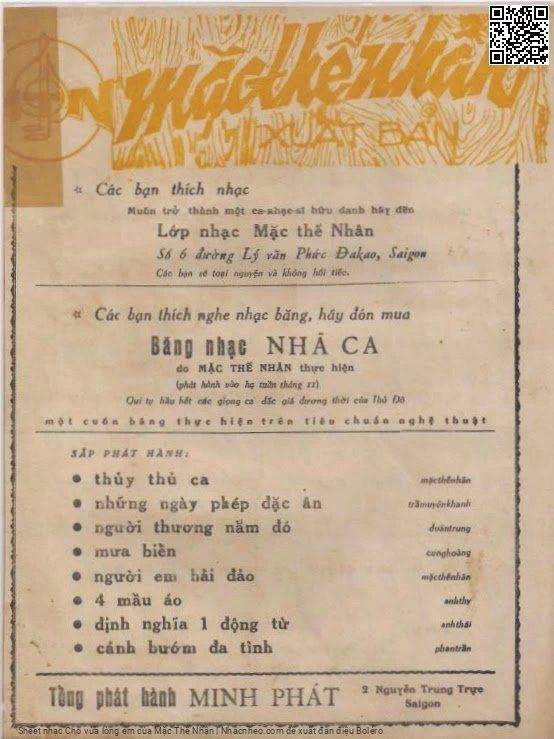 mặcthếnhân
XUẤT BẢN
Các bạn thích nhạc
Muốn trở thành một ca-nhạc-sĩ hữu danh hãy đến
Lớp nhạc Mặc thế Nhân
Số 6 đường Lý văn Phức Đakao, Saigon
Các bạn sẽ toại nguyện và không hối tiếc.
Các bạn thích nghe nhạc băng, hãy đón mua
Băng nhạc NHÃ CA
do MẶC THẾ NHÂN thực hiện
(phát hành vào hạ tuần tháng 11)
Qui tụ hầu hết các giọng ca đắc giá đương thời của Thủ Đô
một cuốn băng thực hiện trên tiêu chuẩn nghệ thuật
SẮP PHÁT HÀNH:
thủy thủ ca mặcthếnhân
những ngày phép đặc ân trầmuyênkhanh
người thương năm đó đoàntrung
mưa biển cunghoàng
người em hải đảo mặcthếnhân
4 mầu áo anhthy
định nghĩa 1 động từ anhthái
cánh bướm đa tình phantrần
Tổng phát hành MINH PHÁT 2 Nguyễn Trung Trực
Saigon
Sheet nhạc Cho vừa lòng em của Mặc Thế Nhân | Nhacnheo.com đề xuất đàn điệu Bolero